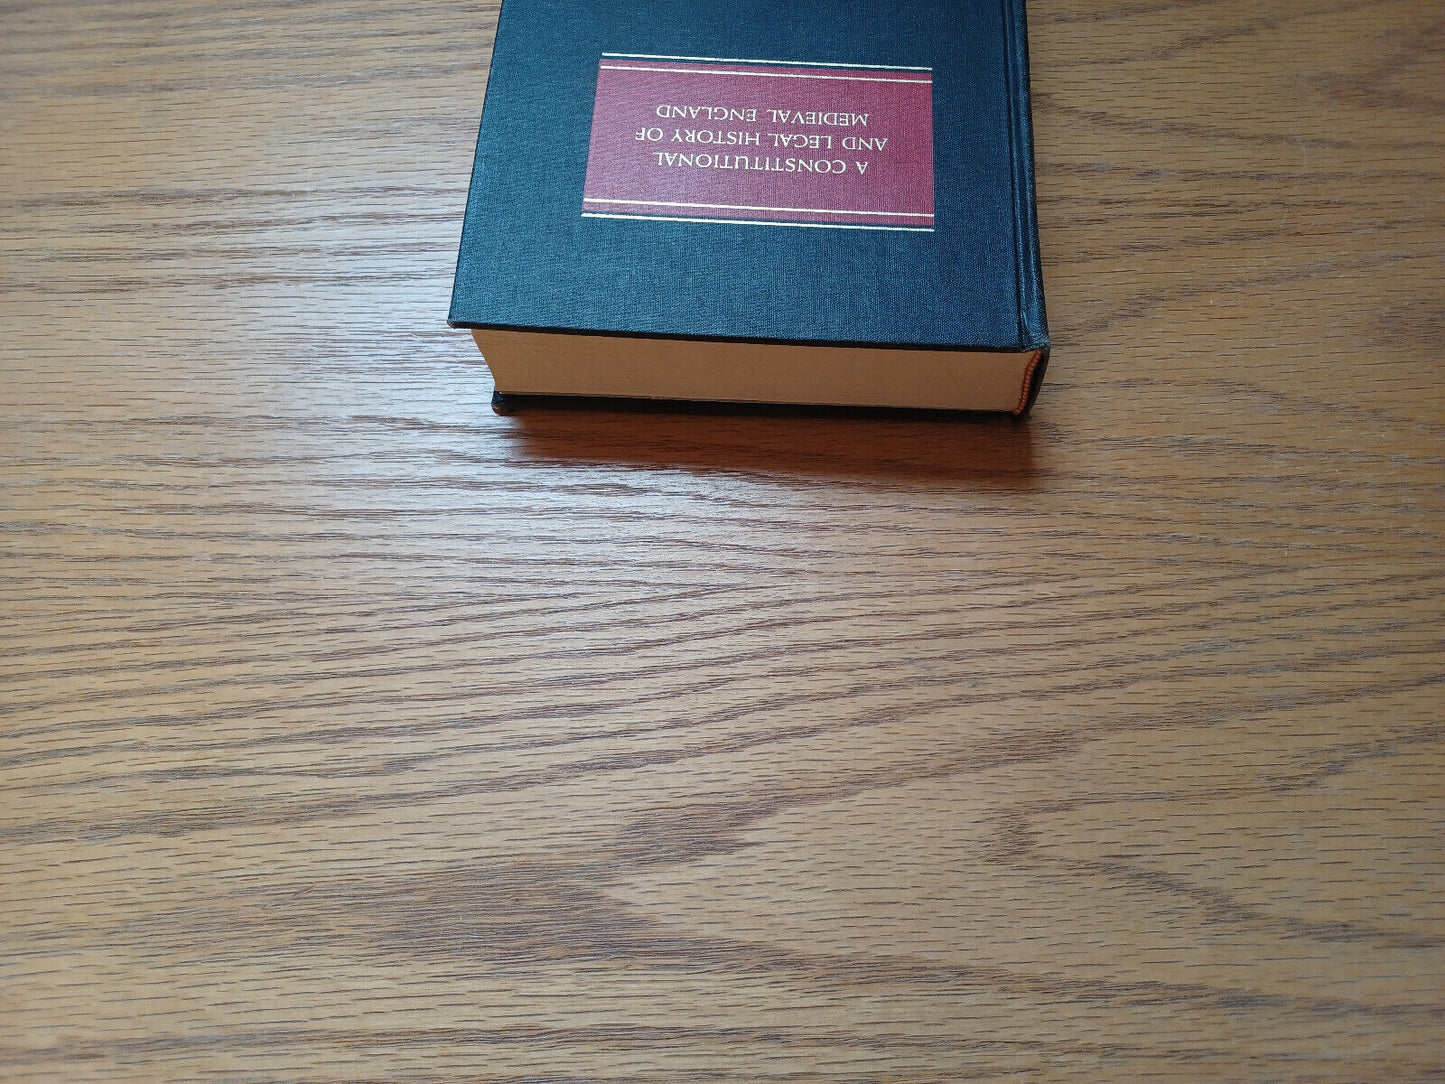 A CONSTITUTIONAL
AND LEGAL HISTORY OF
MEDIEVAL ENGLAND